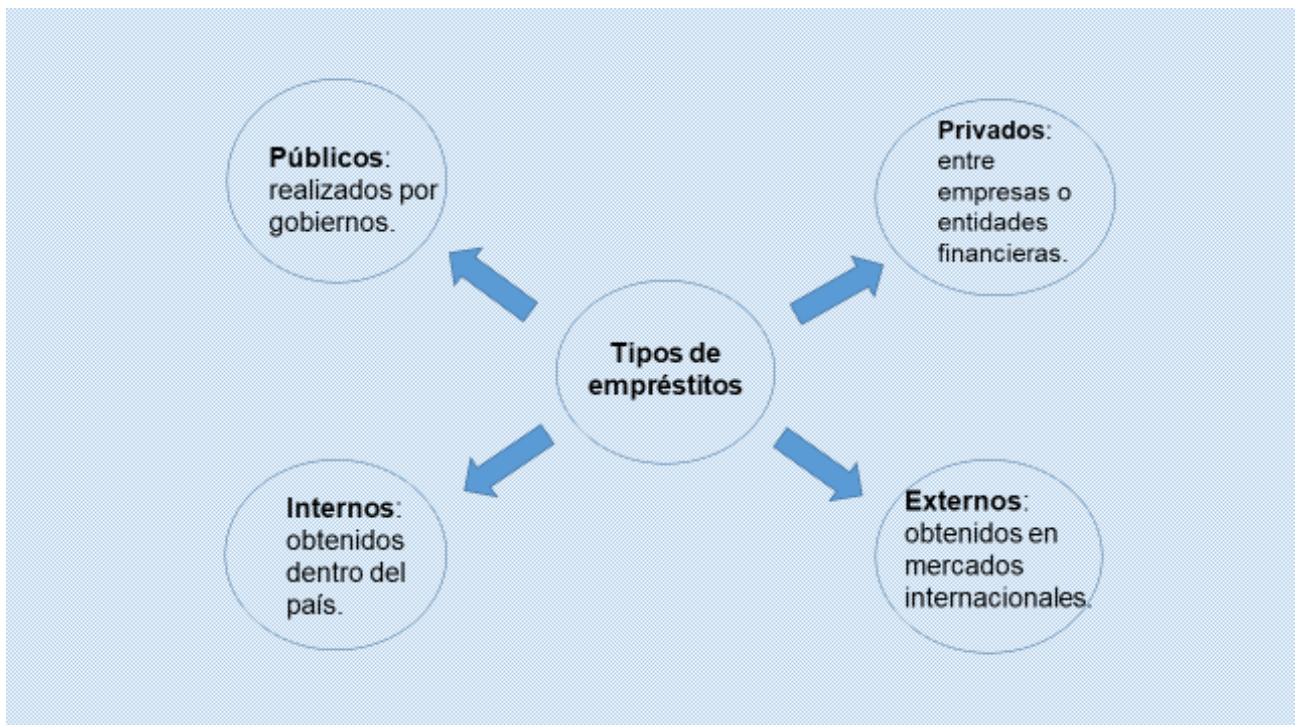 Públicos:
realizados por
gobiernos.
Privados:
entre
empresas o
entidades
financieras.
Tipos de
empréstitos
Internos:
obtenidos
dentro del
país.
Externos:
obtenidos en
mercados
internacionales.